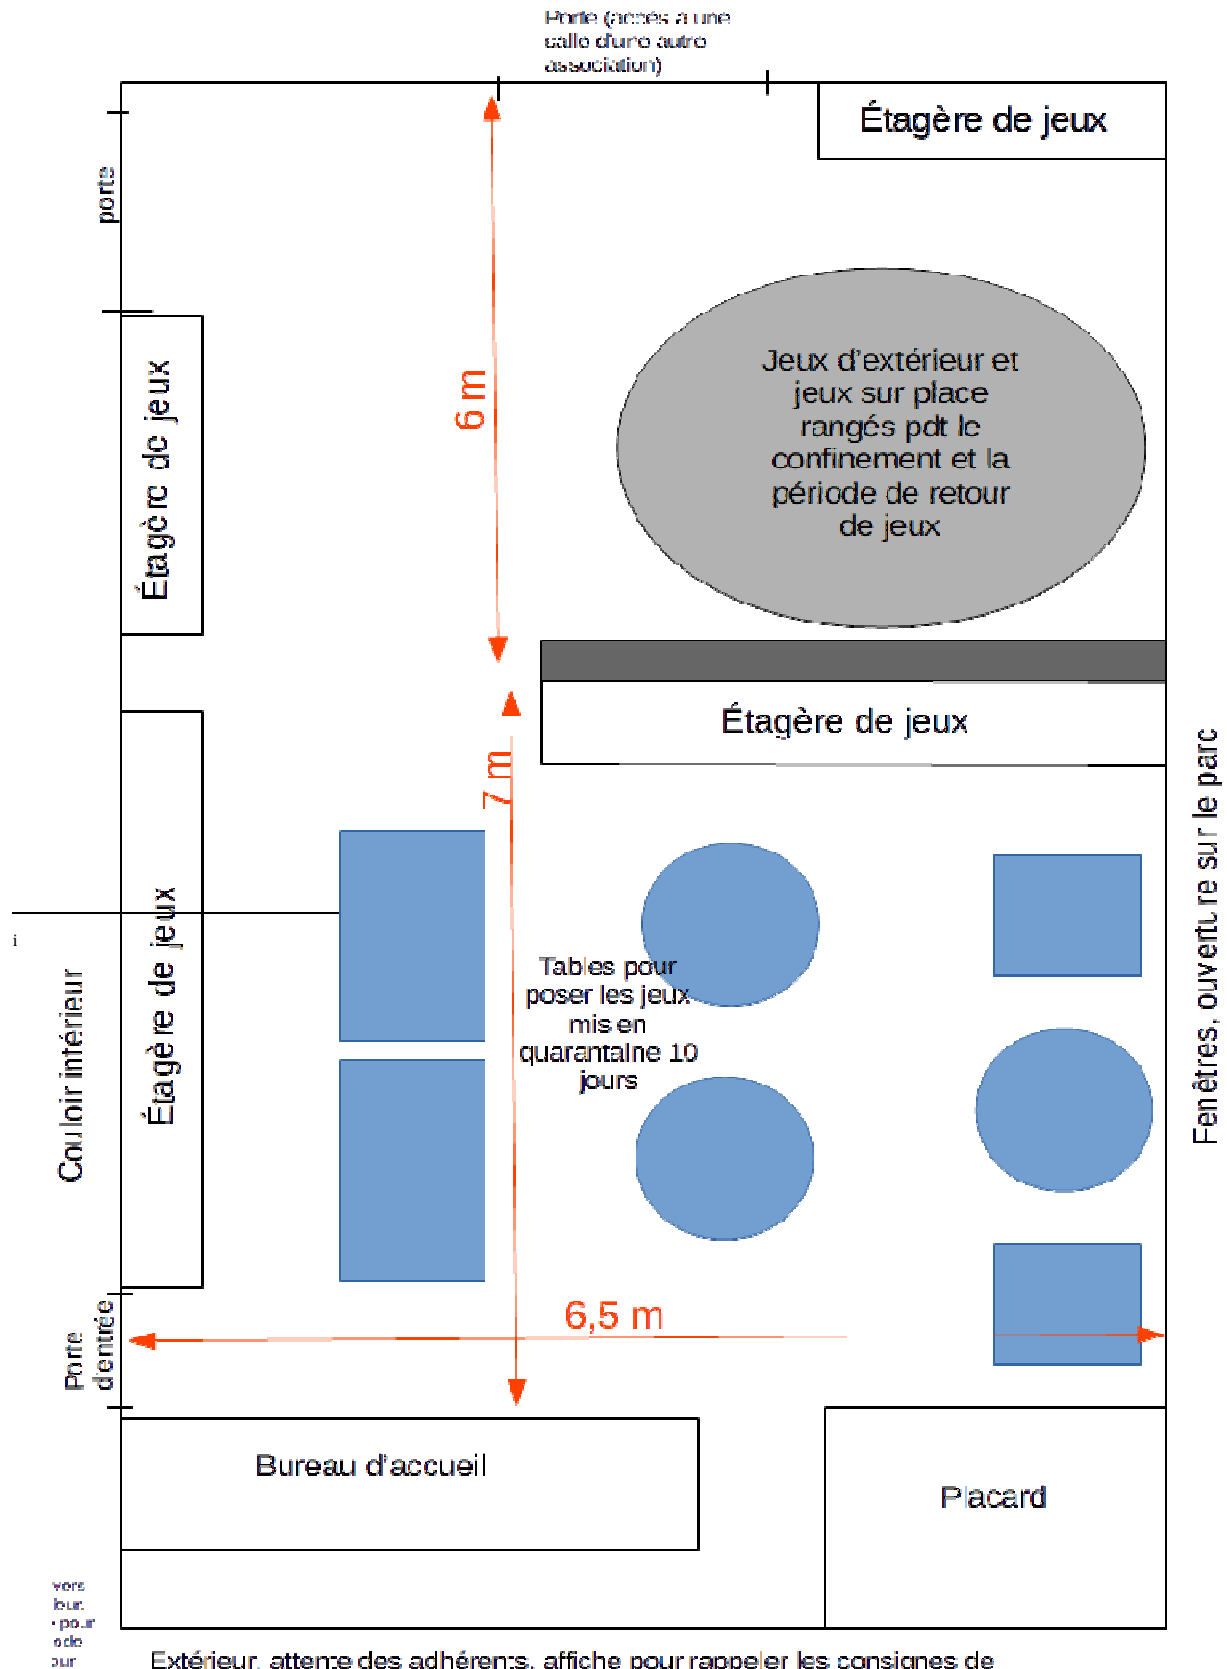 Porte (accès à une
salle d'une autre
association)
Étagère de jeux
porte
Étagère de jeux
6 m
Jeux d'extérieur et
jeux sur place
rangés pdt le
confinement et la
période de retour
de jeux
Étagère de jeux
7 m
Fenêtres, ouverture sur le parc
i
Couloir intérieur
Étagère de jeux
Tables pour
poser les jeux
mis en
quarantaine 10
jours
6,5 m
Porte
d'entrée
Bureau d'accueil
Placard
vers
pour
Extérieur, attente des adhérents, affiche pour rappeler les consignes de